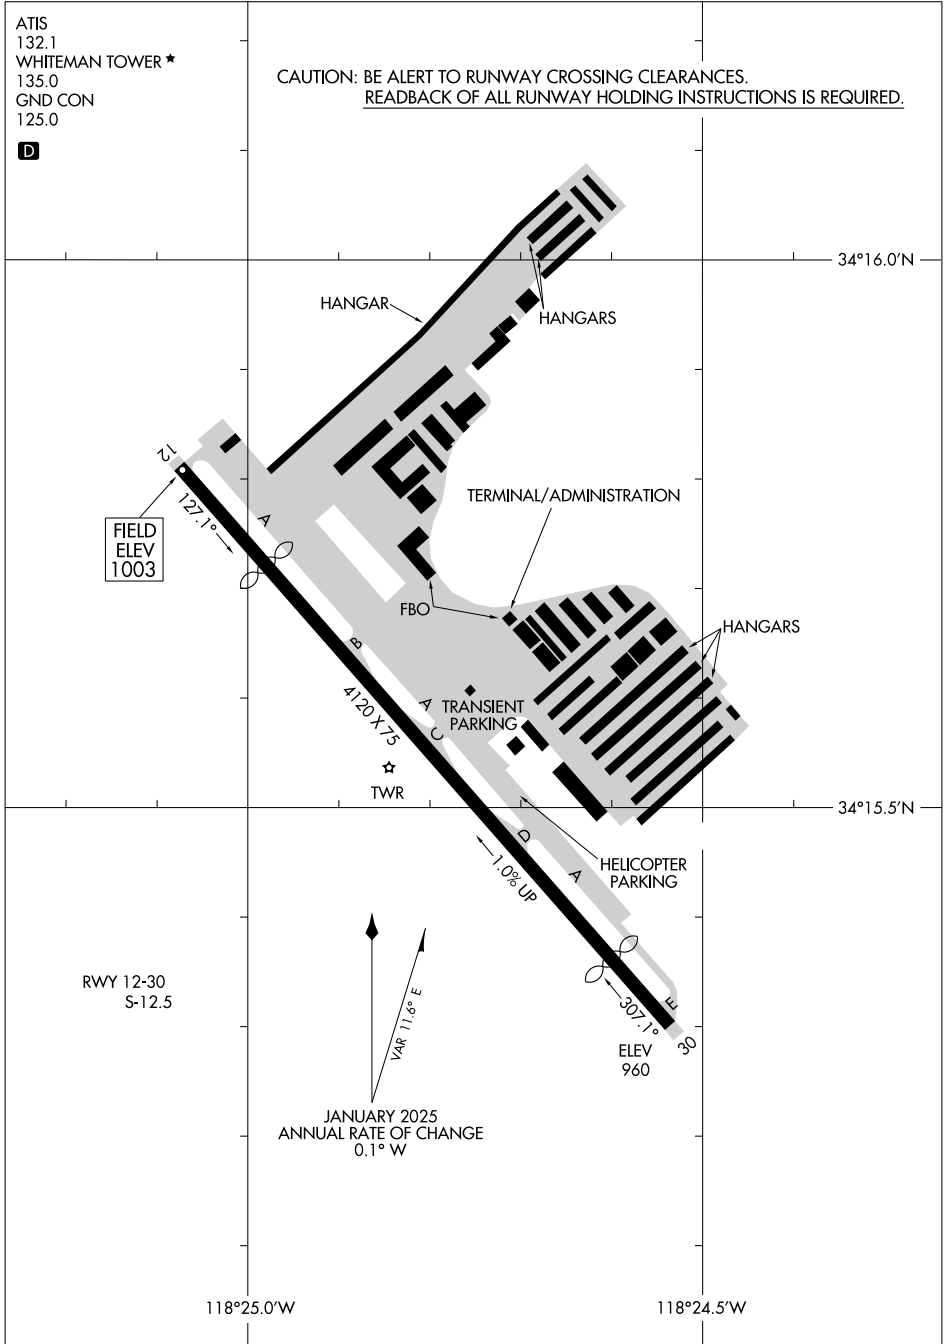 ATIS
132.1
WHITEMAN TOWER ★
135.0
GND CON
125.0
D
CAUTION: BE ALERT TO RUNWAY CROSSING CLEARANCES.
READBACK OF ALL RUNWAY HOLDING INSTRUCTIONS IS REQUIRED.
34°16.0'N
HANGAR
HANGARS
12
127.1°
A
FIELD
ELEV
1003
TERMINAL/ADMINISTRATION
FBO
HANGARS
B
4120 X 75
A
C
TRANSIENT
PARKING
TWR
34°15.5'N
D
1.0% UP
A
HELICOPTER
PARKING
RWY 12-30
S-12.5
VAR 11.6° E
307.1°
E
30
ELEV
960
JANUARY 2025
ANNUAL RATE OF CHANGE
0.1° W
118°25.0'W
118°24.5'W